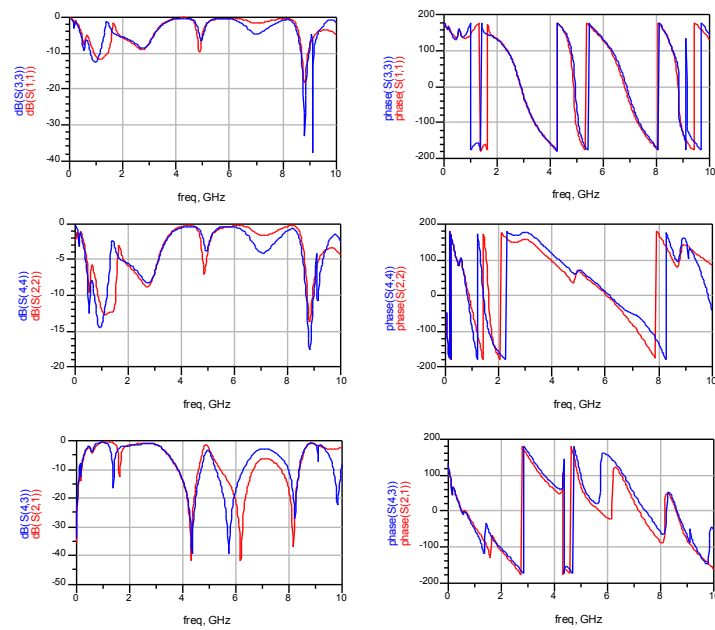 dB(S(3,3))
dB(S(1,1))
0
-10
-20
-30
-40
0 2 4 6 8 10
freq, GHz
phase(S(3,3))
phase(S(1,1))
200
100
0
-100
-200
0 2 4 6 8 10
freq, GHz
dB(S(4,4))
dB(S(2,2))
0
-5
-10
-15
-20
0 2 4 6 8 10
freq, GHz
phase(S(4,4))
phase(S(2,2))
200
100
0
-100
-200
0 2 4 6 8 10
freq, GHz
dB(S(4,3))
dB(S(2,1))
0
-10
-20
-30
-40
-50
0 2 4 6 8 10
freq, GHz
phase(S(4,3))
phase(S(2,1))
200
100
0
-100
-200
0 2 4 6 8 10
freq, GHz